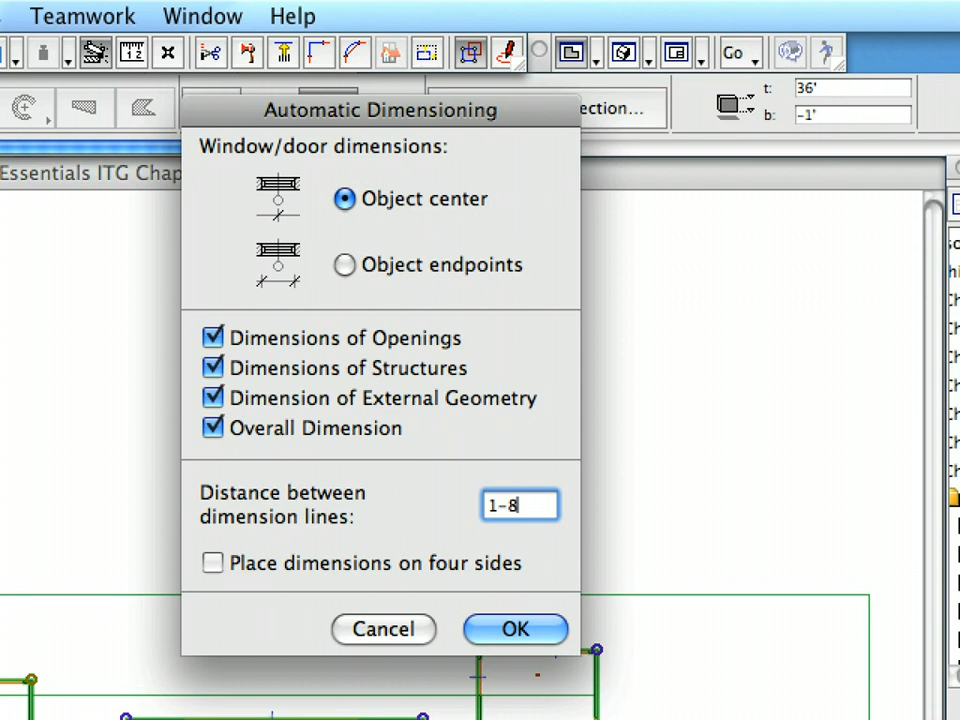 Teamwork Window Help
1 2
Go
t: 36'
b: -1'
ection...
Automatic Dimensioning
Essentials ITG Chap
Window/door dimensions:
Object center
Object endpoints
Dimensions of Openings
Dimensions of Structures
Dimension of External Geometry
Overall Dimension
Distance between
dimension lines:
1-8
Place dimensions on four sides
Cancel OK